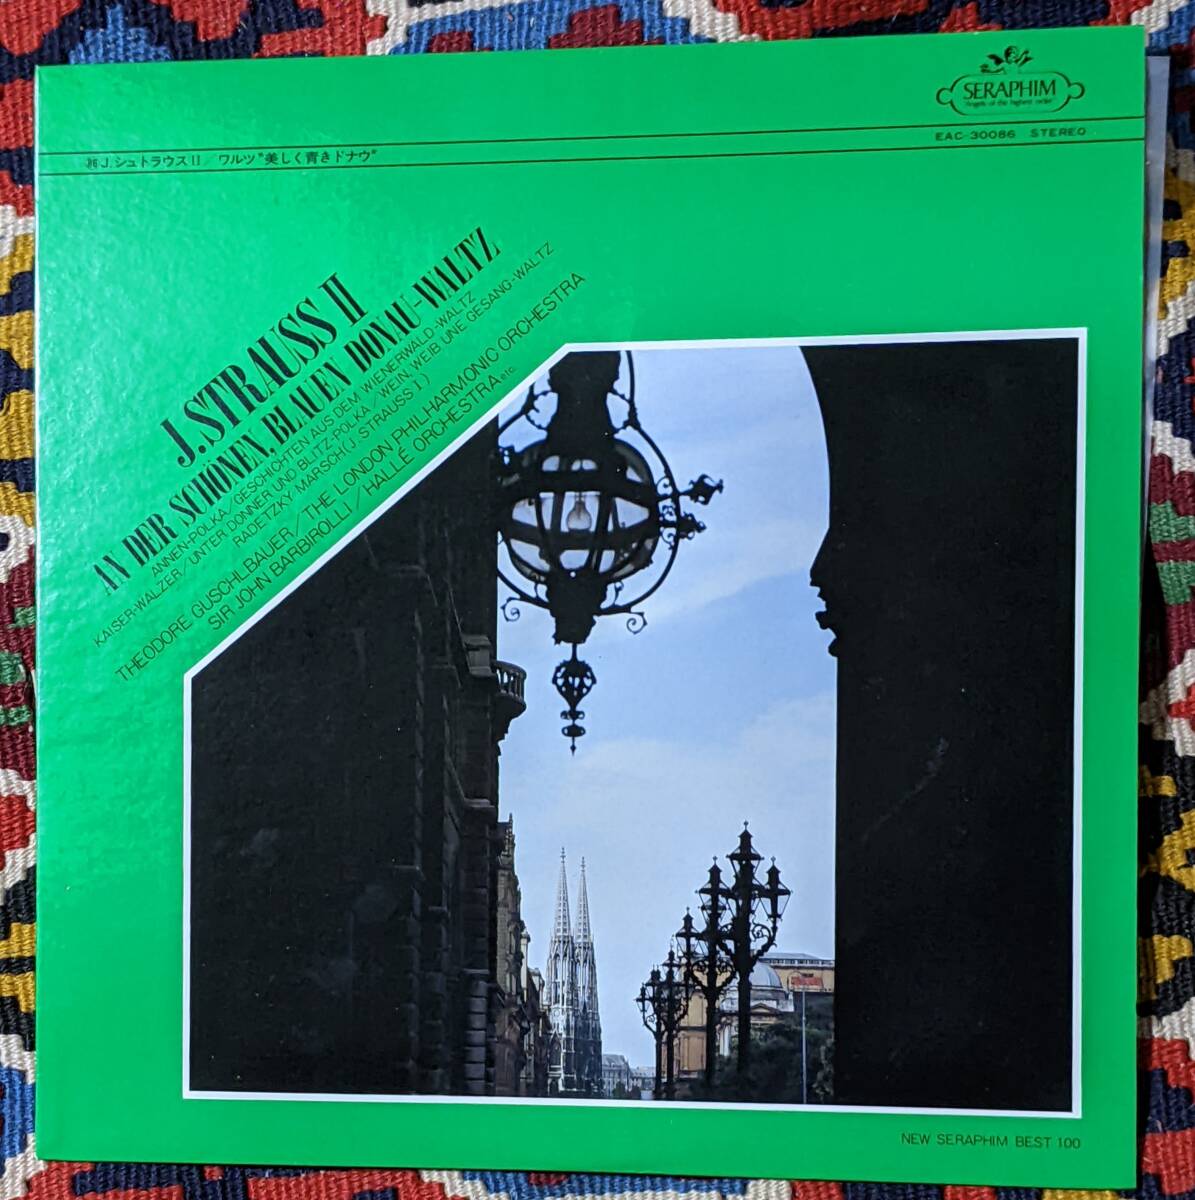 SERAPHIM
"Angels of the highest order"
EAC-30086 STEREO
86 J.シュトラウスII/ワルツ"美しく青きドナウ"
J.STRAUSS II
AN DER SCHÖNEN, BLAUEN DONAU-WALTZ
ANNEN-POLKA/GESCHICHTEN AUS DEM WIENERWALD-WALTZ
KAISER-WALZER/UNTER DONNER UND BLITZ-POLKA/WEIN, WEIB UNE GESANG-WALTZ
RADETZKY MARSCH(J. STRAUSS I)
THEODORE GUSCHLBAUER/THE LONDON PHILHARMONIC ORCHESTRA
SIR JOHN BARBIROLLI/HALLÉ ORCHESTRA etc.
NEW SERAPHIM BEST 100